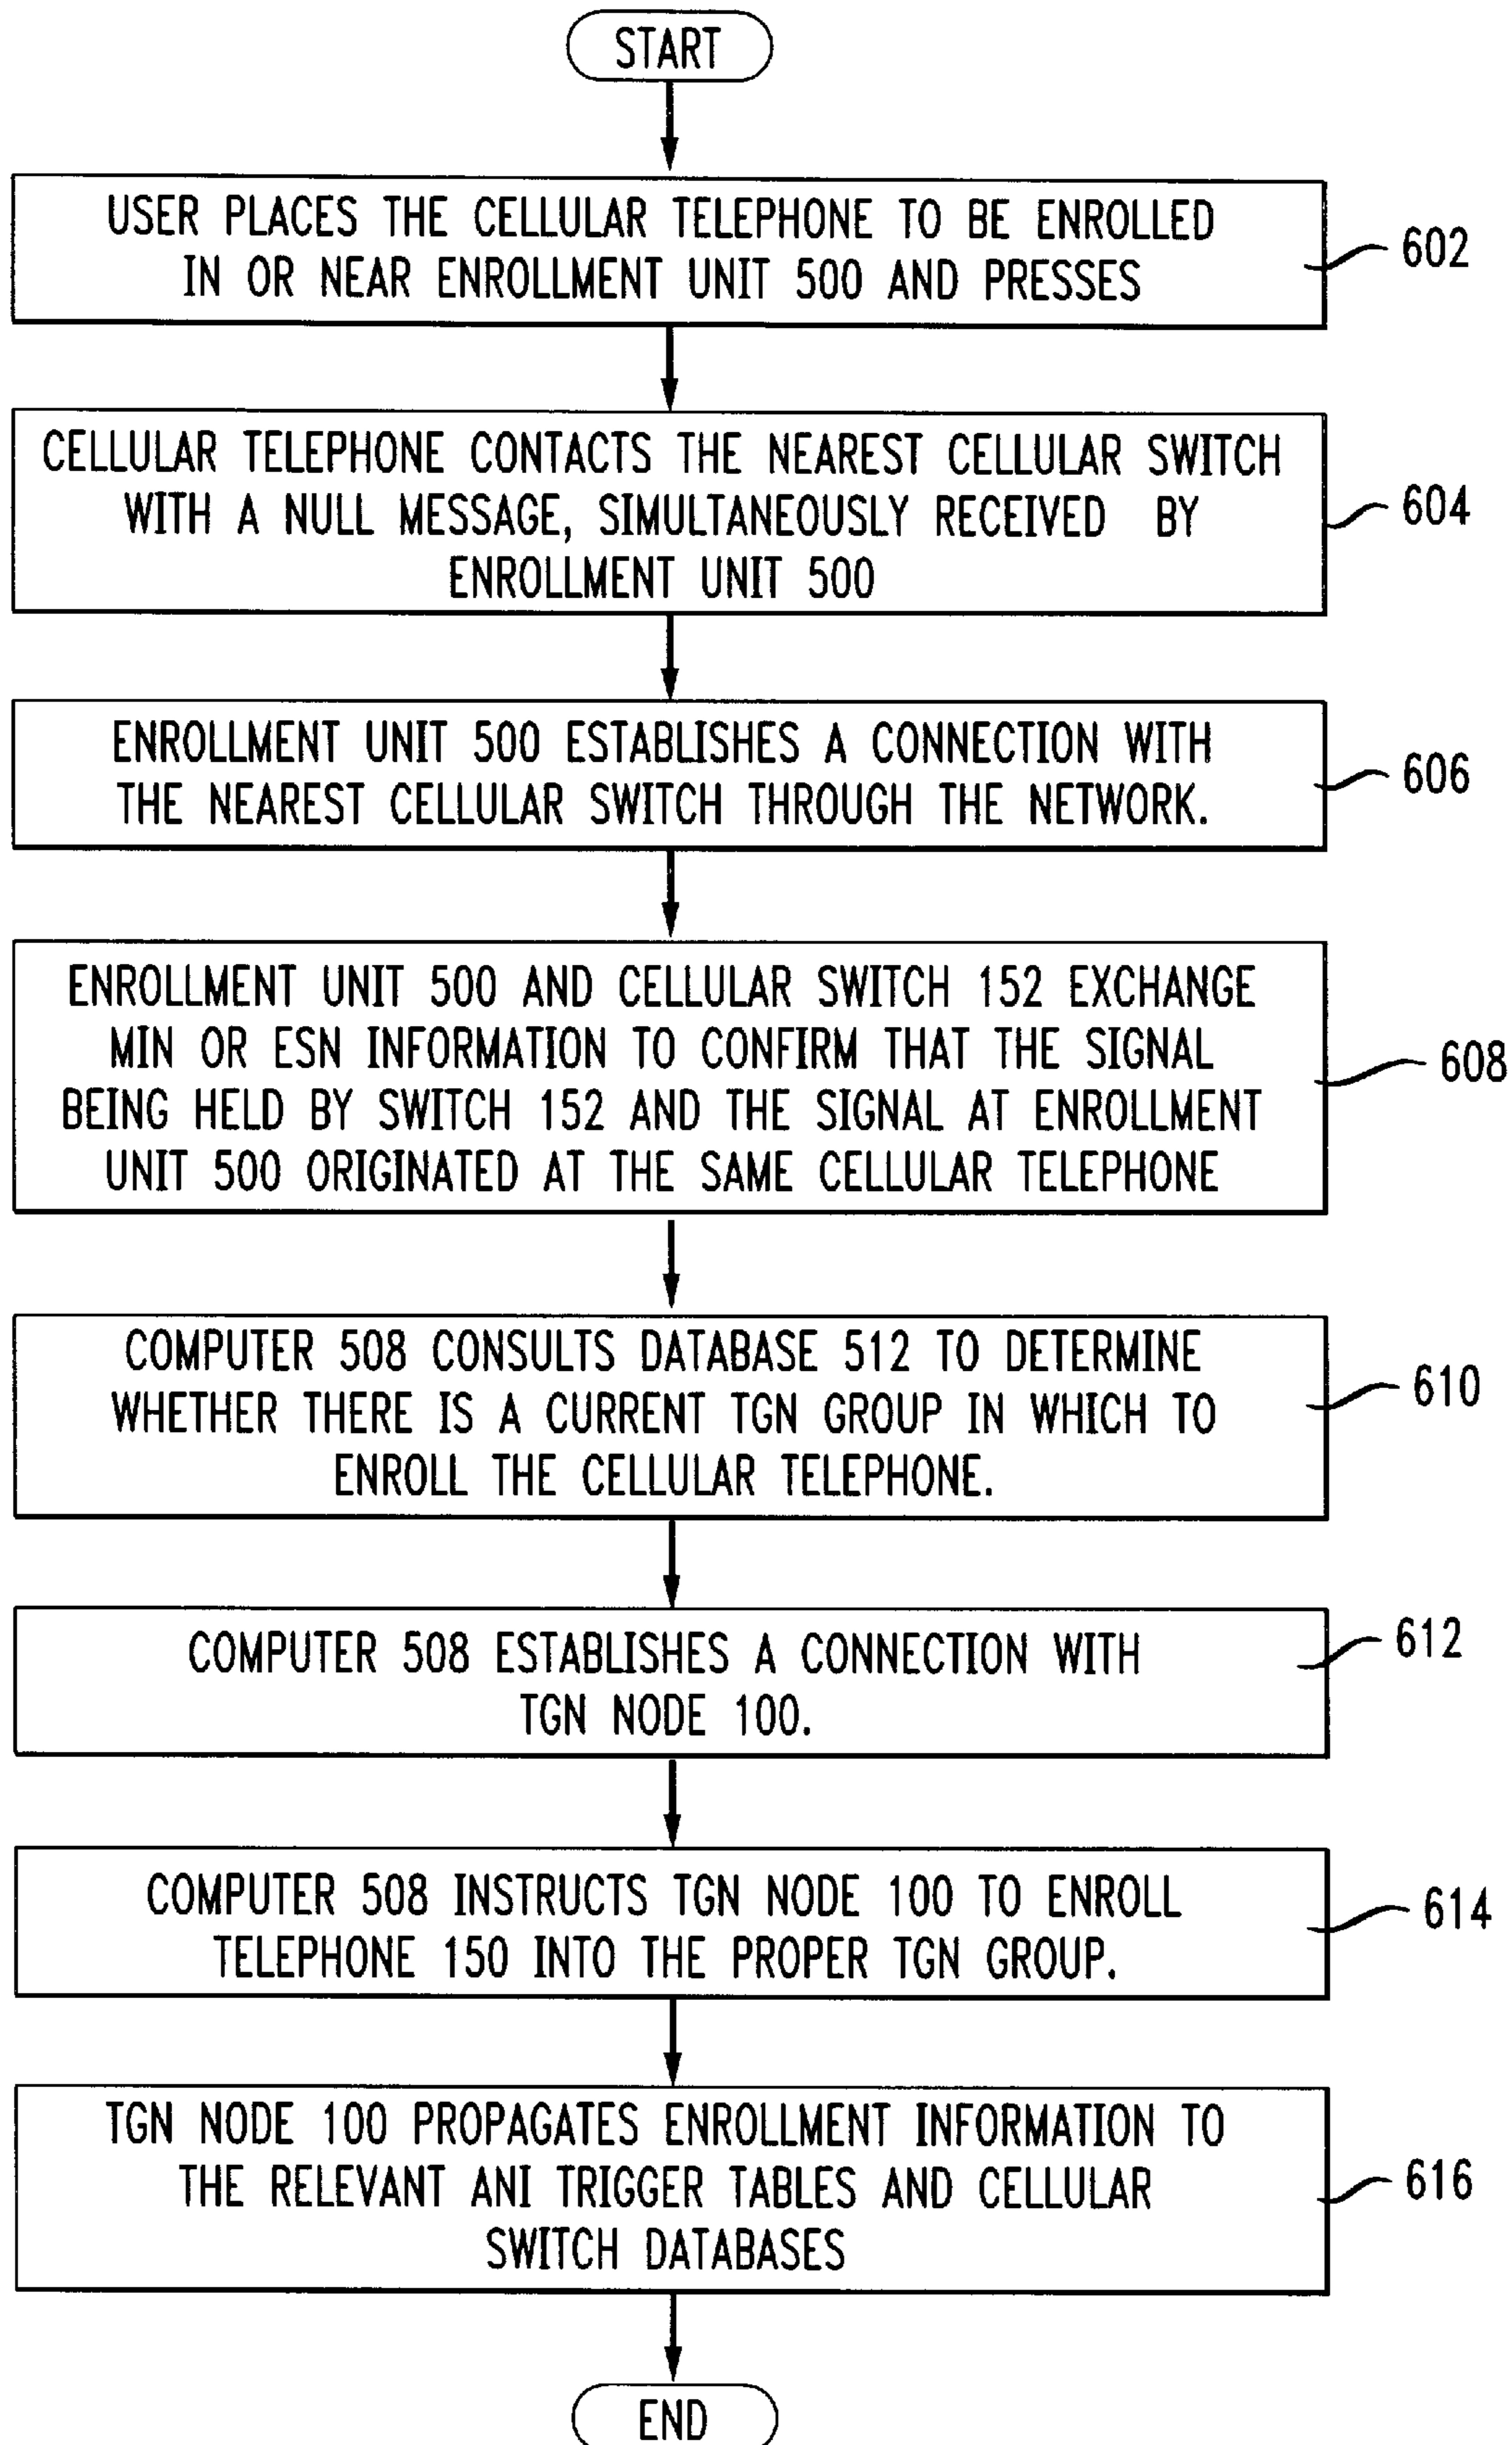 START
USER PLACES THE CELLULAR TELEPHONE TO BE ENROLLED
IN OR NEAR ENROLLMENT UNIT 500 AND PRESSES
602
CELLULAR TELEPHONE CONTACTS THE NEAREST CELLULAR SWITCH
WITH A NULL MESSAGE, SIMULTANEOUSLY RECEIVED BY
ENROLLMENT UNIT 500
604
ENROLLMENT UNIT 500 ESTABLISHES A CONNECTION WITH
THE NEAREST CELLULAR SWITCH THROUGH THE NETWORK.
606
ENROLLMENT UNIT 500 AND CELLULAR SWITCH 152 EXCHANGE
MIN OR ESN INFORMATION TO CONFIRM THAT THE SIGNAL
BEING HELD BY SWITCH 152 AND THE SIGNAL AT ENROLLMENT
UNIT 500 ORIGINATED AT THE SAME CELLULAR TELEPHONE
608
COMPUTER 508 CONSULTS DATABASE 512 TO DETERMINE
WHETHER THERE IS A CURRENT TGN GROUP IN WHICH TO
ENROLL THE CELLULAR TELEPHONE.
610
COMPUTER 508 ESTABLISHES A CONNECTION WITH
TGN NODE 100.
612
COMPUTER 508 INSTRUCTS TGN NODE 100 TO ENROLL
TELEPHONE 150 INTO THE PROPER TGN GROUP.
614
TGN NODE 100 PROPAGATES ENROLLMENT INFORMATION TO
THE RELEVANT ANI TRIGGER TABLES AND CELLULAR
SWITCH DATABASES
616
END